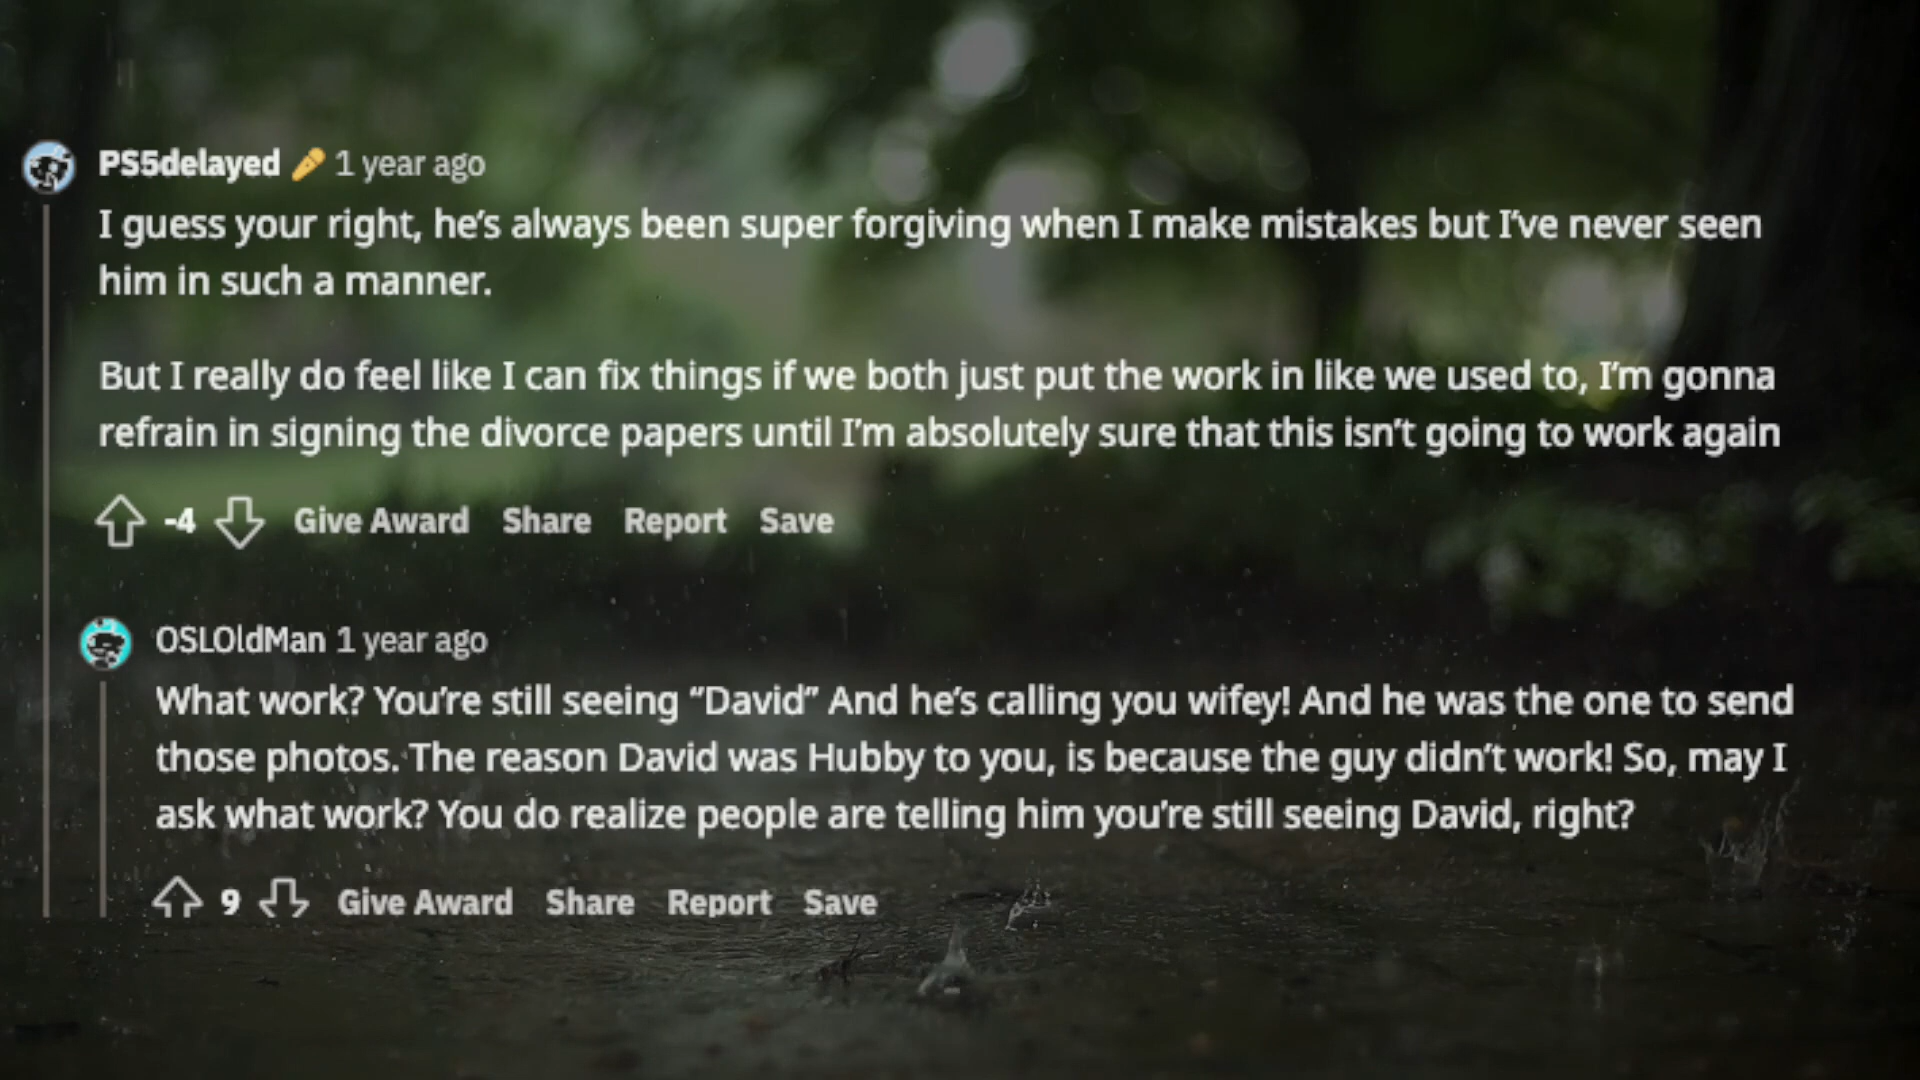 PS5delayed 1 year ago
I guess your right, he's always been super forgiving when I make mistakes but I've never seen
him in such a manner.
But I really do feel like I can fix things if we both just put the work in like we used to, I'm gonna
refrain in signing the divorce papers until I'm absolutely sure that this isn't going to work again
-4 Give Award Share Report Save
OSLOldMan 1 year ago
What work? You're still seeing “David” And he's calling you wifey! And he was the one to send
those photos. The reason David was Hubby to you, is because the guy didn't work! So, may I
ask what work? You do realize people are telling him you're still seeing David, right?
9 Give Award Share Report Save